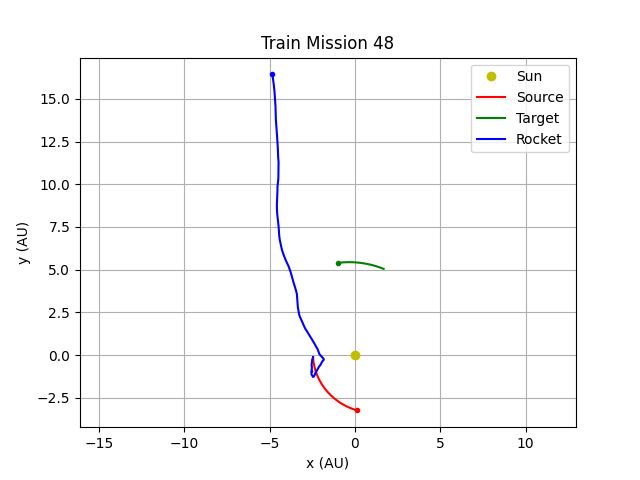 Train Mission 48
Sun
Source
Target
Rocket
15.0
12.5
10.0
7.5
5.0
2.5
0.0
−2.5
y (AU)
−15 −10 −5 0 5 10
x (AU)